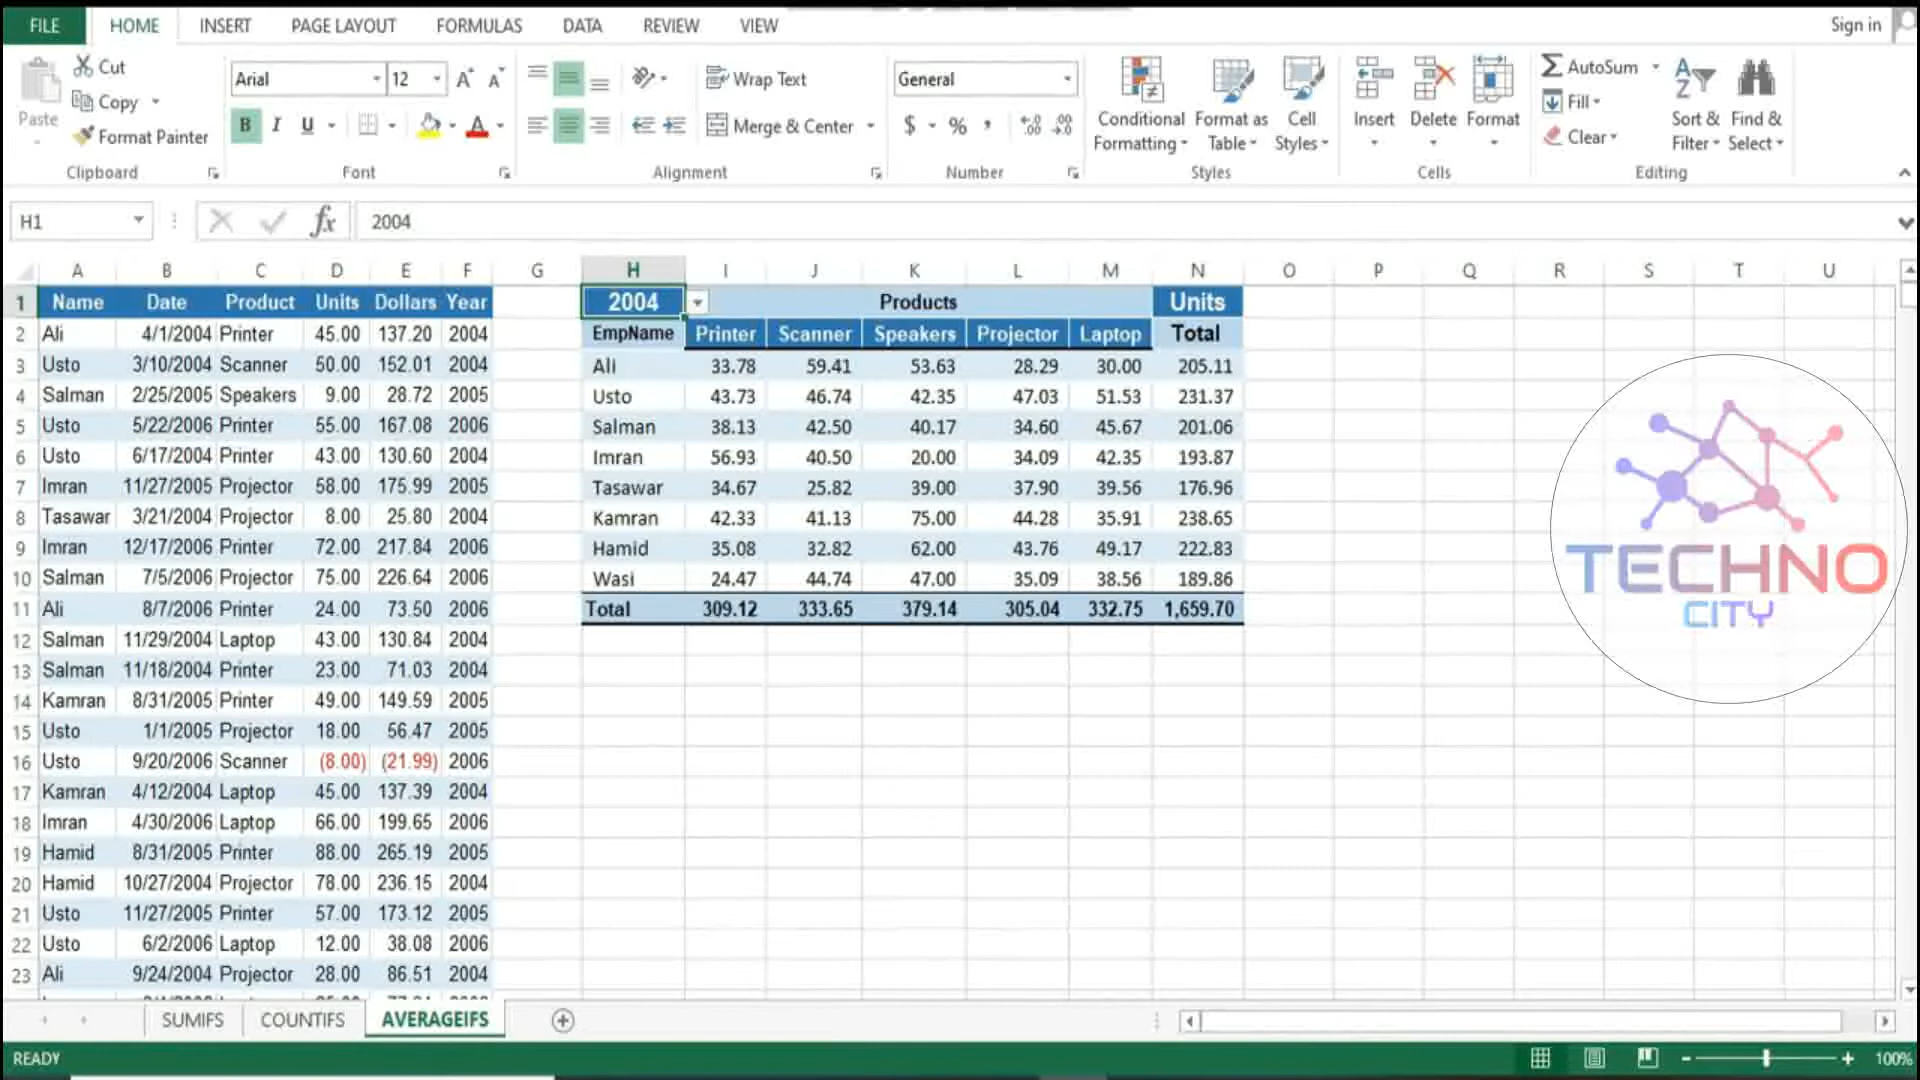 FILE HOME INSERT PAGE LAYOUT FORMULAS DATA REVIEW VIEW Sign in
Cut
Copy
Format Painter
Paste
Clipboard
Arial 12
B I U
Font
Wrap Text
Merge & Center
Alignment
General
$ % ,
Number
Conditional Formatting
Format as Table
Cell Styles
Styles
Insert Delete Format
Cells
AutoSum
Fill
Clear
Sort & Filter
Find & Select
Editing
H1 fx 2004
A B C D E F G H I J K L M N O P Q R S T U
1 Name Date Product Units Dollars Year 2004 Products Units
2 Ali 4/1/2004 Printer 45.00 137.20 2004 EmpName Printer Scanner Speakers Projector Laptop Total
3 Usto 3/10/2004 Scanner 50.00 152.01 2004 Ali 33.78 59.41 53.63 28.29 30.00 205.11
4 Salman 2/25/2005 Speakers 9.00 28.72 2005 Usto 43.73 46.74 42.35 47.03 51.53 231.37
5 Usto 5/22/2006 Printer 55.00 167.08 2006 Salman 38.13 42.50 40.17 34.60 45.67 201.06
6 Usto 6/17/2004 Printer 43.00 130.60 2004 Imran 56.93 40.50 20.00 34.09 42.35 193.87
7 Imran 11/27/2005 Projector 58.00 175.99 2005 Tasawar 34.67 25.82 39.00 37.90 39.56 176.96
8 Tasawar 3/21/2004 Projector 8.00 25.80 2004 Kamran 42.33 41.13 75.00 44.28 35.91 238.65
9 Imran 12/17/2006 Printer 72.00 217.84 2006 Hamid 35.08 32.82 62.00 43.76 49.17 222.83
10 Salman 7/5/2006 Projector 75.00 226.64 2006 Wasi 24.47 44.74 47.00 35.09 38.56 189.86
11 Ali 8/7/2006 Printer 24.00 73.50 2006 Total 309.12 333.65 379.14 305.04 332.75 1,659.70
12 Salman 11/29/2004 Laptop 43.00 130.84 2004
13 Salman 11/18/2004 Printer 23.00 71.03 2004
14 Kamran 8/31/2005 Printer 49.00 149.59 2005
15 Usto 1/1/2005 Projector 18.00 56.47 2005
16 Usto 9/20/2006 Scanner (8.00) (21.99) 2006
17 Kamran 4/12/2004 Laptop 45.00 137.39 2004
18 Imran 4/30/2006 Laptop 66.00 199.65 2006
19 Hamid 8/31/2005 Printer 88.00 265.19 2005
20 Hamid 10/27/2004 Projector 78.00 236.15 2004
21 Usto 11/27/2005 Printer 57.00 173.12 2005
22 Usto 6/2/2006 Laptop 12.00 38.08 2006
23 Ali 9/24/2004 Projector 28.00 86.51 2004
TECHNO
CITY
SUMIFS COUNTIFS AVERAGEIFS
READY 100%